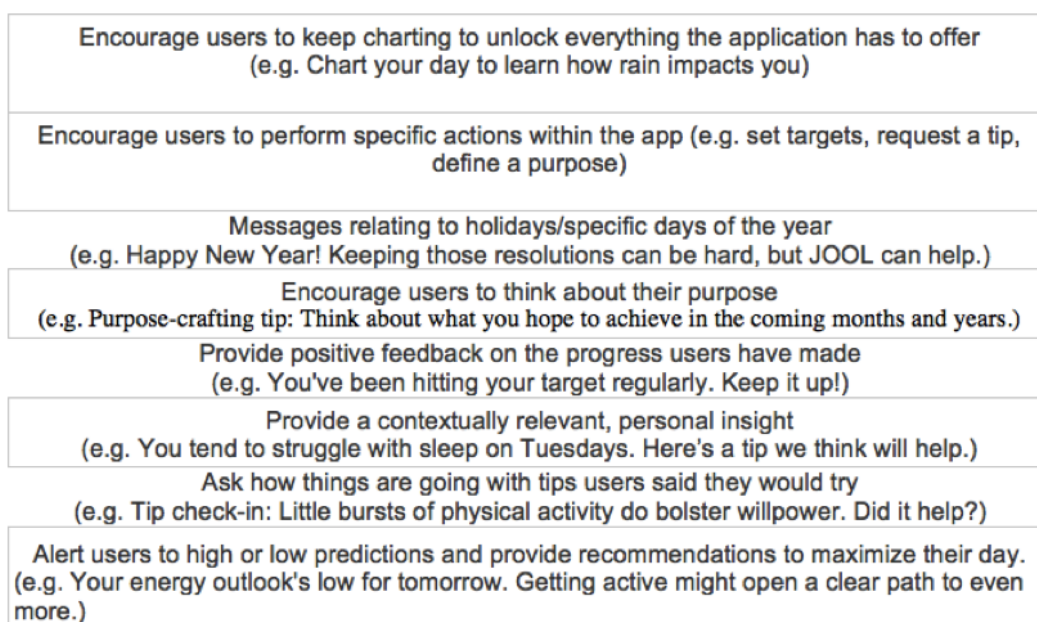 Encourage users to keep charting to unlock everything the application has to offer
(e.g. Chart your day to learn how rain impacts you)
Encourage users to perform specific actions within the app (e.g. set targets, request a tip,
define a purpose)
Messages relating to holidays/specific days of the year
(e.g. Happy New Year! Keeping those resolutions can be hard, but JOOL can help.)
Encourage users to think about their purpose
(e.g. Purpose-crafting tip: Think about what you hope to achieve in the coming months and years.)
Provide positive feedback on the progress users have made
(e.g. You've been hitting your target regularly. Keep it up!)
Provide a contextually relevant, personal insight
(e.g. You tend to struggle with sleep on Tuesdays. Here's a tip we think will help.)
Ask how things are going with tips users said they would try
(e.g. Tip check-in: Little bursts of physical activity do bolster willpower. Did it help?)
Alert users to high or low predictions and provide recommendations to maximize their day.
(e.g. Your energy outlook's low for tomorrow. Getting active might open a clear path to even
more.)